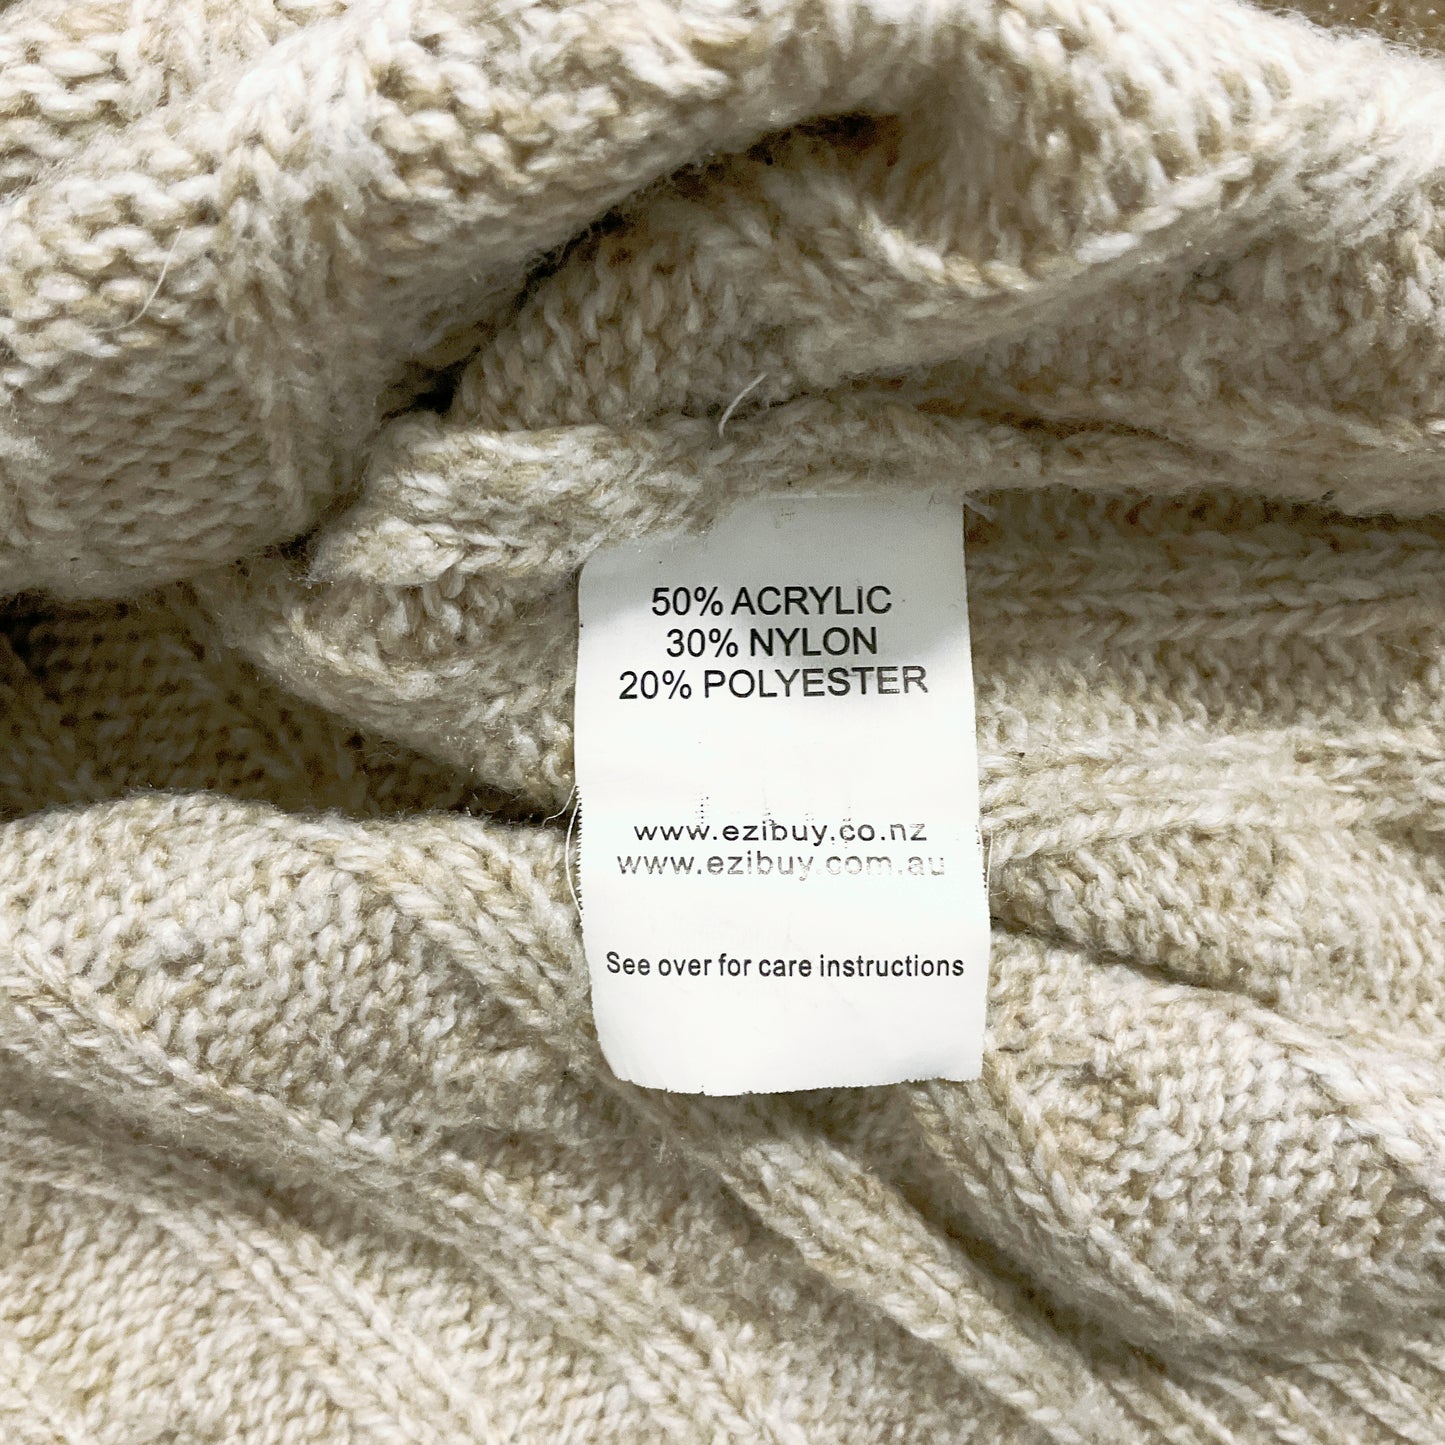 50% ACRYLIC
30% NYLON
20% POLYESTER
www.ezibuy.co.nz
www.ezibuy.com.au
See over for care instructions